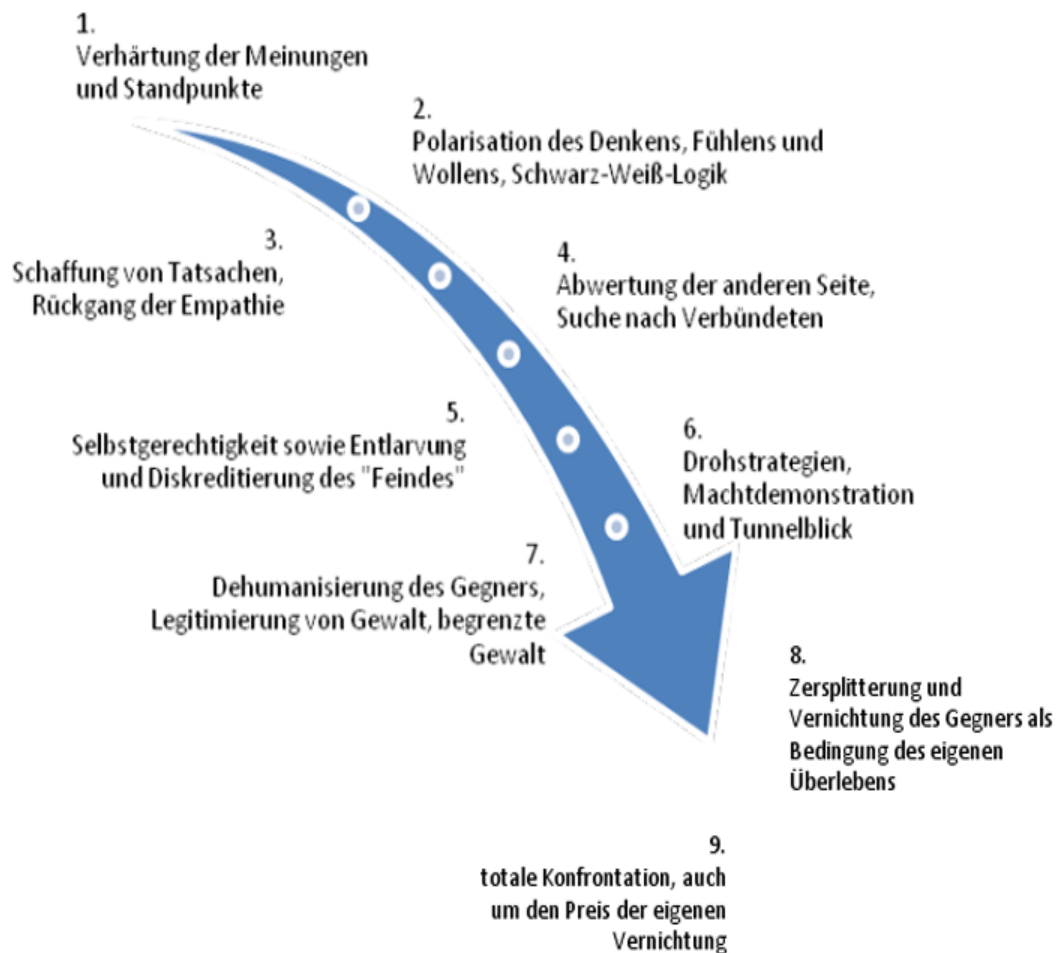 1.
Verhärtung der Meinungen
und Standpunkte
2.
Polarisation des Denkens, Fühlens und
Wollens, Schwarz-Weiß-Logik
3.
Schaffung von Tatsachen,
Rückgang der Empathie
4.
Abwertung der anderen Seite,
Suche nach Verbündeten
5.
Selbstgerechtigkeit sowie Entlarvung
und Diskreditierung des "Feindes"
6.
Drohstrategien,
Machtdemonstration
und Tunnelblick
7.
Dehumanisierung des Gegners,
Legitimierung von Gewalt, begrenzte
Gewalt
8.
Zersplitterung und
Vernichtung des Gegners als
Bedingung des eigenen
Überlebens
9.
totale Konfrontation, auch
um den Preis der eigenen
Vernichtung